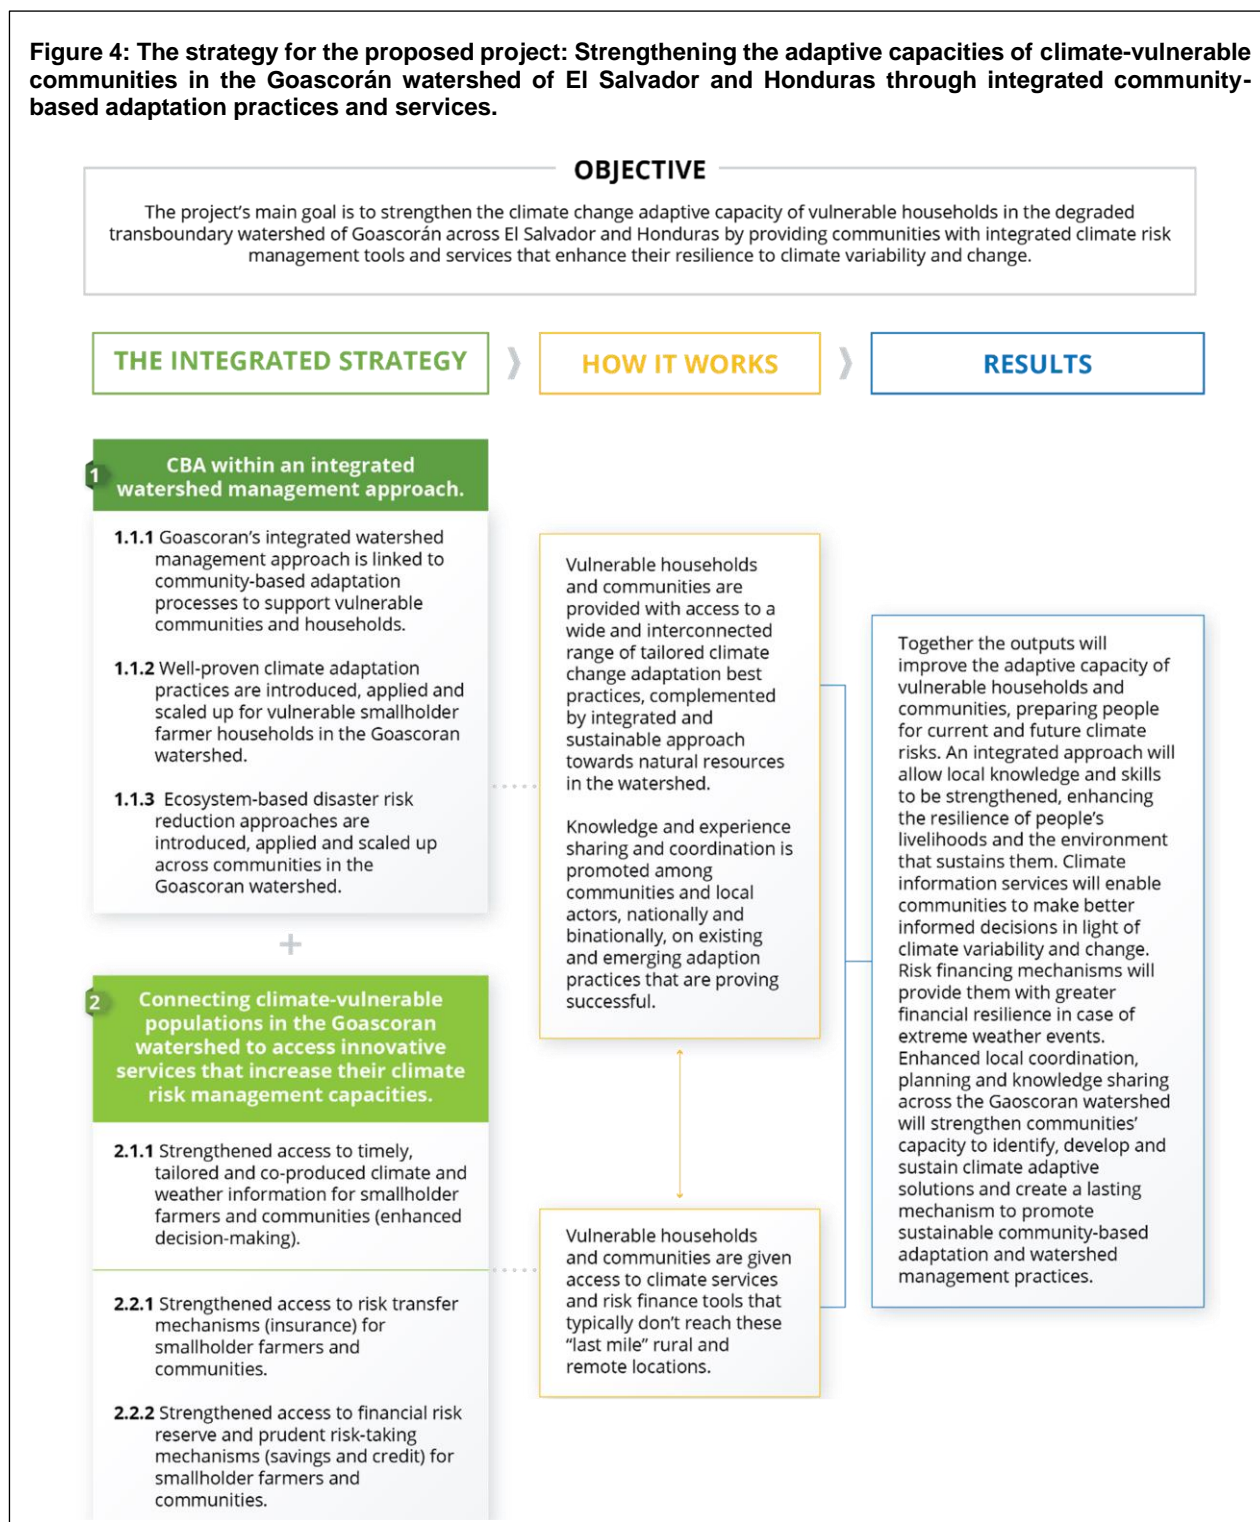 Figure 4: The strategy for the proposed project: Strengthening the adaptive capacities of climate-vulnerable
communities in the Goascorán watershed of El Salvador and Honduras through integrated community-
based adaptation practices and services.
OBJECTIVE
The project's main goal is to strengthen the climate change adaptive capacity of vulnerable households in the degraded
transboundary watershed of Goascorán across El Salvador and Honduras by providing communities with integrated climate risk
management tools and services that enhance their resilience to climate variability and change.
THE INTEGRATED STRATEGY
HOW IT WORKS
RESULTS
1
CBA within an integrated
watershed management approach.
1.1.1 Goascoran's integrated watershed
management approach is linked to
community-based adaptation
processes to support vulnerable
communities and households.
1.1.2 Well-proven climate adaptation
practices are introduced, applied and
scaled up for vulnerable smallholder
farmer households in the Goascoran
watershed.
1.1.3 Ecosystem-based disaster risk
reduction approaches are
introduced, applied and scaled up
across communities in the
Goascoran watershed.
+
2
Connecting climate-vulnerable
populations in the Goascoran
watershed to access innovative
services that increase their climate
risk management capacities.
2.1.1 Strengthened access to timely,
tailored and co-produced climate and
weather information for smallholder
farmers and communities (enhanced
decision-making).
2.2.1 Strengthened access to risk transfer
mechanisms (insurance) for
smallholder farmers and
communities.
2.2.2 Strengthened access to financial risk
reserve and prudent risk-taking
mechanisms (savings and credit) for
smallholder farmers and
communities.
Vulnerable households
and communities are
provided with access to a
wide and interconnected
range of tailored climate
change adaptation best
practices, complemented
by integrated and
sustainable approach
towards natural resources
in the watershed.
Knowledge and experience
sharing and coordination is
promoted among
communities and local
actors, nationally and
binationally, on existing
and emerging adaption
practices that are proving
successful.
Vulnerable households
and communities are given
access to climate services
and risk finance tools that
typically don't reach these
"last mile" rural and
remote locations.
Together the outputs will
improve the adaptive capacity of
vulnerable households and
communities, preparing people
for current and future climate
risks. An integrated approach will
allow local knowledge and skills
to be strengthened, enhancing
the resilience of people's
livelihoods and the environment
that sustains them. Climate
information services will enable
communities to make better
informed decisions in light of
climate variability and change.
Risk financing mechanisms will
provide them with greater
financial resilience in case of
extreme weather events.
Enhanced local coordination,
planning and knowledge sharing
across the Gaoscoran watershed
will strengthen communities'
capacity to identify, develop and
sustain climate adaptive
solutions and create a lasting
mechanism to promote
sustainable community-based
adaptation and watershed
management practices.